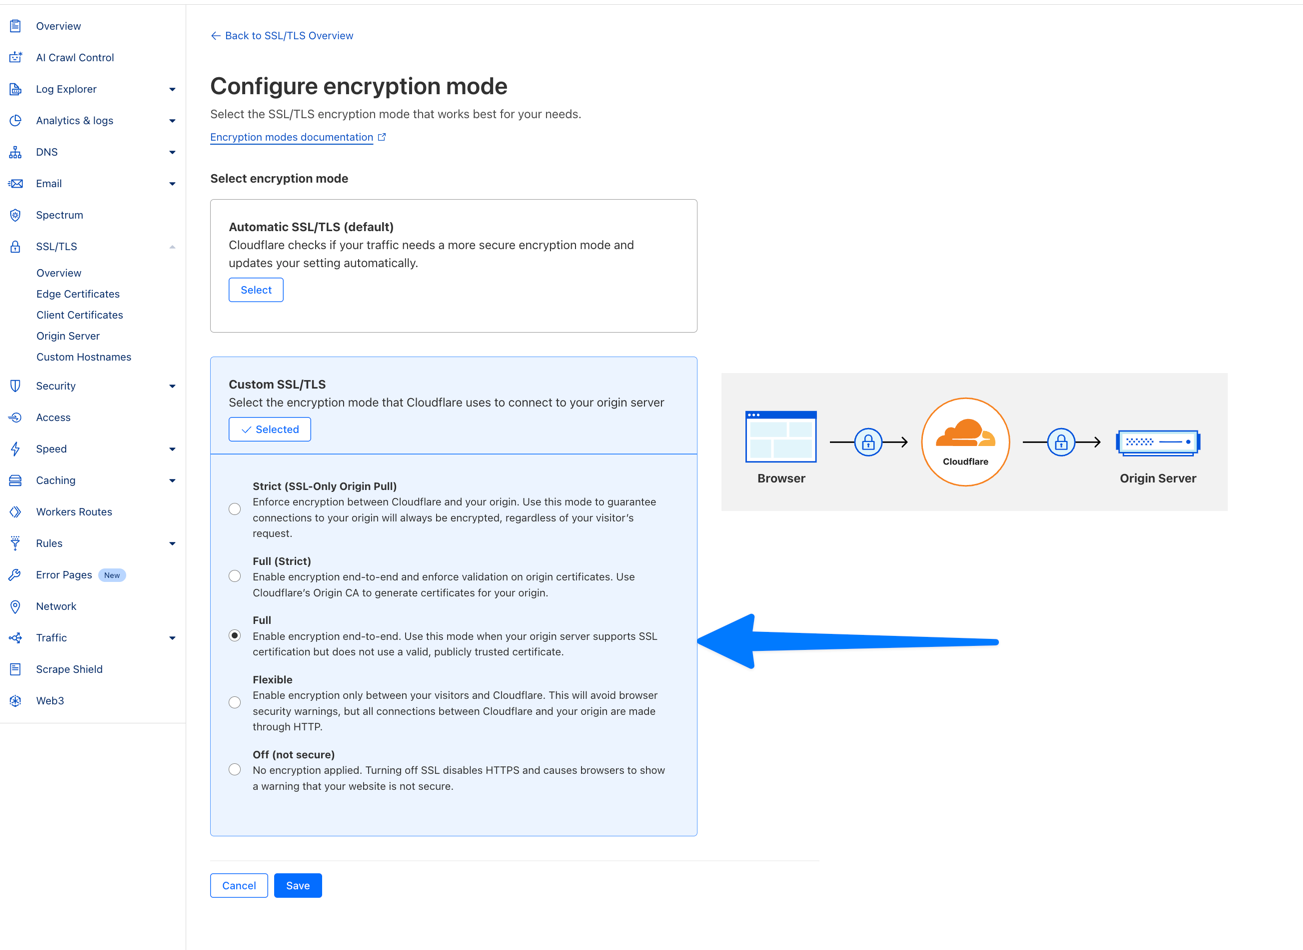 Overview
AI Crawl Control
Log Explorer
Analytics & logs
DNS
Email
Spectrum
SSL/TLS
Overview
Edge Certificates
Client Certificates
Origin Server
Custom Hostnames
Security
Access
Speed
Caching
Workers Routes
Rules
Error Pages New
Network
Traffic
Scrape Shield
Web3
← Back to SSL/TLS Overview
Configure encryption mode
Select the SSL/TLS encryption mode that works best for your needs.
Encryption modes documentation
Select encryption mode
Automatic SSL/TLS (default)
Cloudflare checks if your traffic needs a more secure encryption mode and
updates your setting automatically.
Select
Custom SSL/TLS
Select the encryption mode that Cloudflare uses to connect to your origin server
Selected
Strict (SSL-Only Origin Pull)
Enforce encryption between Cloudflare and your origin. Use this mode to guarantee
connections to your origin will always be encrypted, regardless of your visitor's
request.
Full (Strict)
Enable encryption end-to-end and enforce validation on origin certificates. Use
Cloudflare's Origin CA to generate certificates for your origin.
Full
Enable encryption end-to-end. Use this mode when your origin server supports SSL
certification but does not use a valid, publicly trusted certificate.
Flexible
Enable encryption only between your visitors and Cloudflare. This will avoid browser
security warnings, but all connections between Cloudflare and your origin are made
through HTTP.
Off (not secure)
No encryption applied. Turning off SSL disables HTTPS and causes browsers to show
a warning that your website is not secure.
Cancel
Save
Cloudflare
Browser
Origin Server